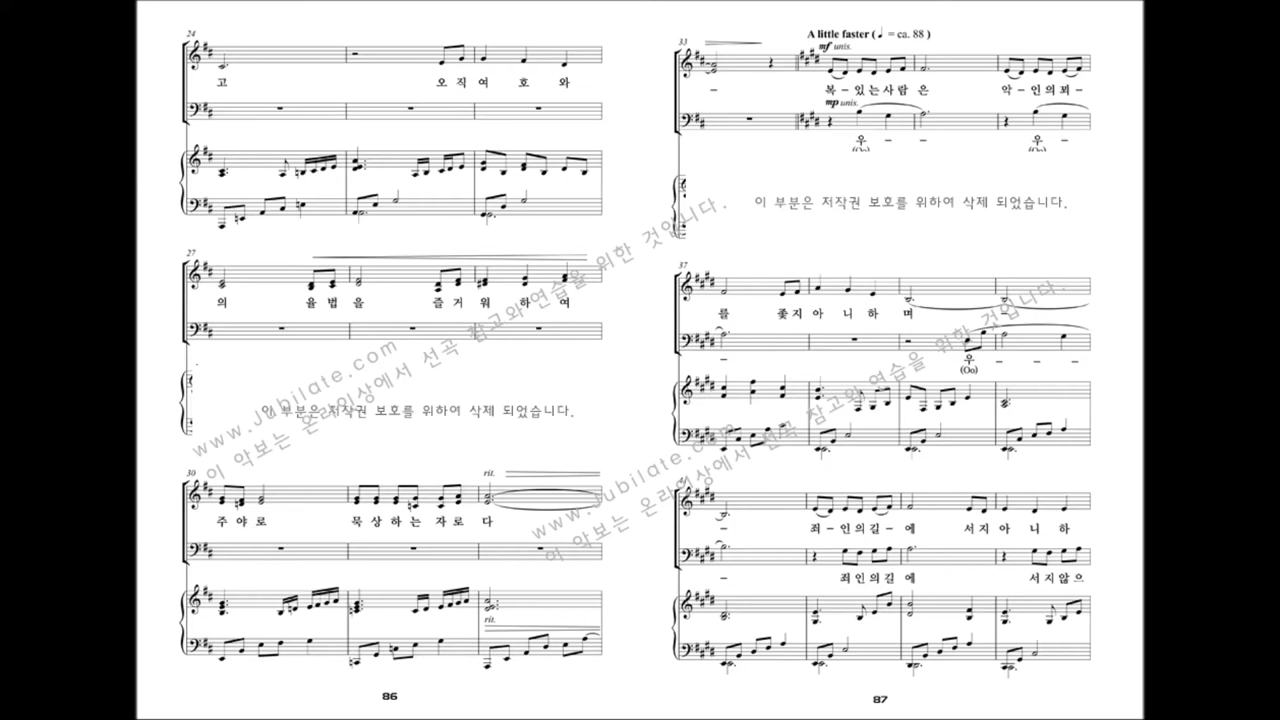 24
고 오직여 호 와
27
의 율법을 즐거워하여
이 부분은 저작권 보호를 위하여 삭제 되었습니다.
30
rit.
주야로 묵상하는자로 다
rit.
86
33
A little faster (♩ = ca. 88 )
mf unis.
- 복-있는사람 은 악-인의꾀-
mp unis.
우 - - 우 -
(Oo) (Oo)
이 부분은 저작권 보호를 위하여 삭제 되었습니다.
37
를 좇지아 니하 며 -
- 우 - - -
(Oo)
- 죄-인의길-에 서지아 니 하
- 죄인의길 에 서지않으
87
www.jubilate.com
이 악보는 온라인상에서 선곡 참고와 연습을 위한 것입니다.
www.jubilate.com
이 악보는 온라인상에서 선곡 참고와 연습을 위한 것입니다.